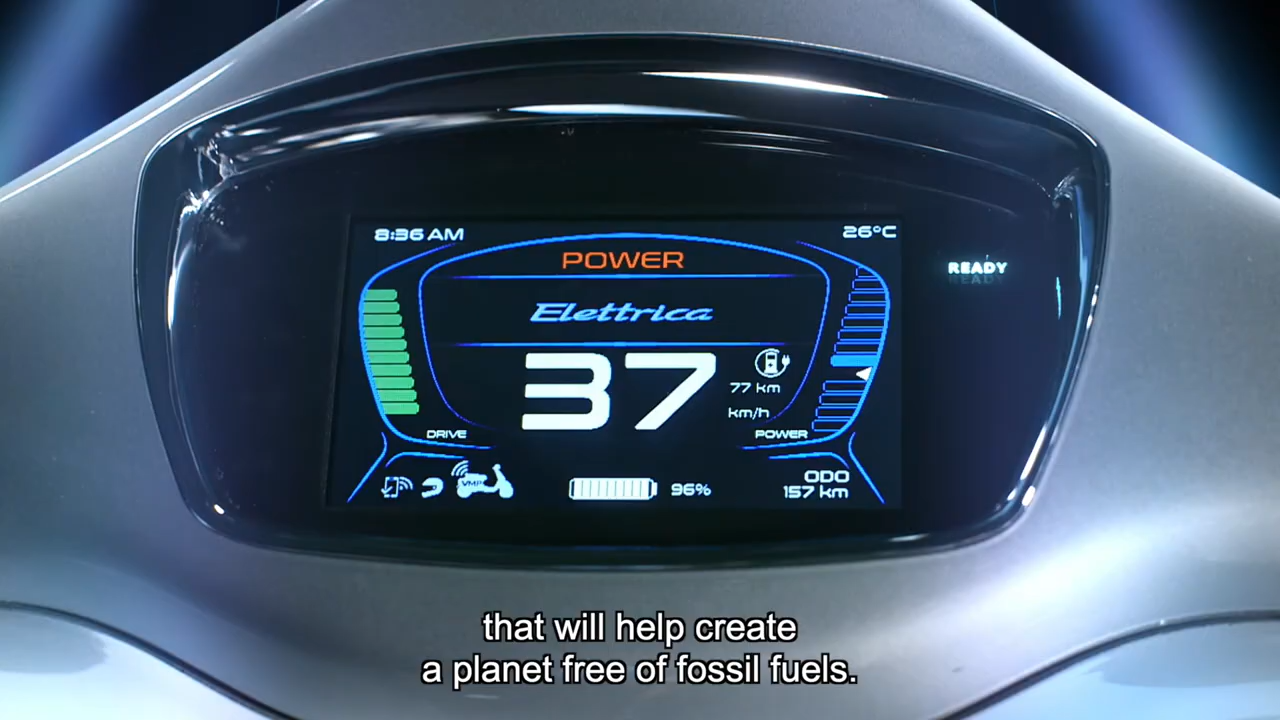 8:36 AM
26°C
POWER
READY
Elettrica
37
77 km
km/h
DRIVE
POWER
VMP
96%
ODO
157 km
that will help create
a planet free of fossil fuels.